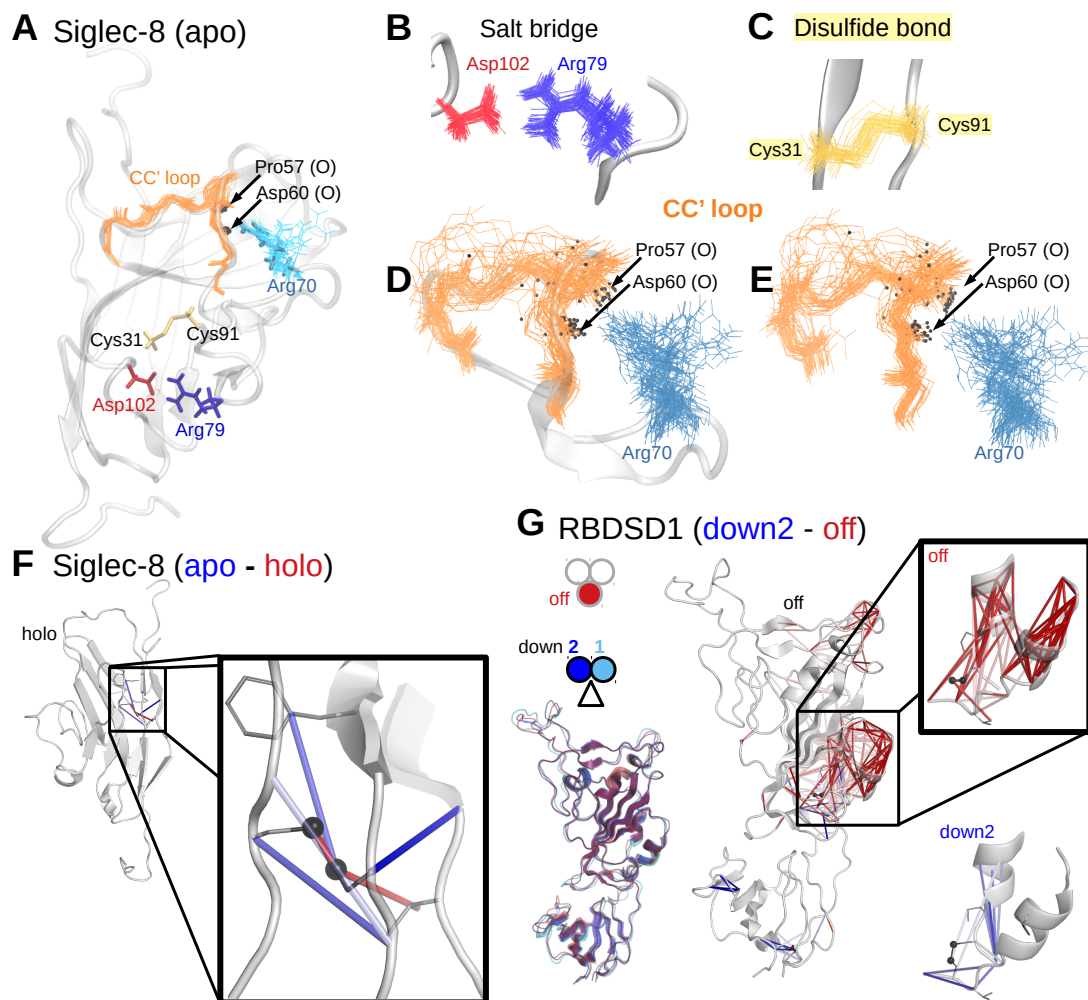 A Siglec-8 (apo)
CC' loop
Pro57 (O)
Asp60 (O)
Arg70
Cys31
Cys91
Asp102
Arg79
B Salt bridge
Asp102
Arg79
C Disulfide bond
Cys31
Cys91
CC' loop
D
Pro57 (O)
Asp60 (O)
Arg70
E
Pro57 (O)
Asp60 (O)
Arg70
F Siglec-8 (apo - holo)
holo
G RBDSD1 (down2 - off)
off
down 2 1
off
off
down2